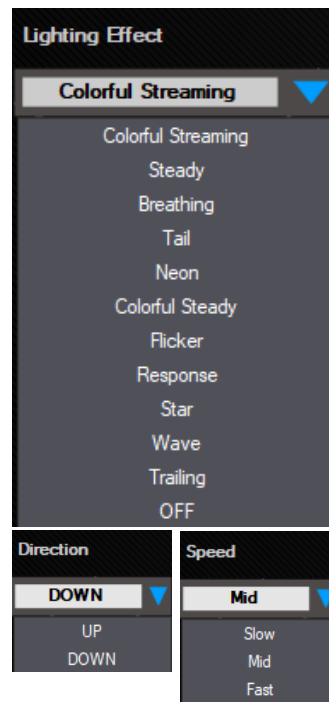 Lighting Effect
Colorful Streaming
Colorful Streaming
Steady
Breathing
Tail
Neon
Colorful Steady
Flicker
Response
Star
Wave
Trailing
OFF
Direction
DOWN
UP
DOWN
Speed
Mid
Slow
Mid
Fast